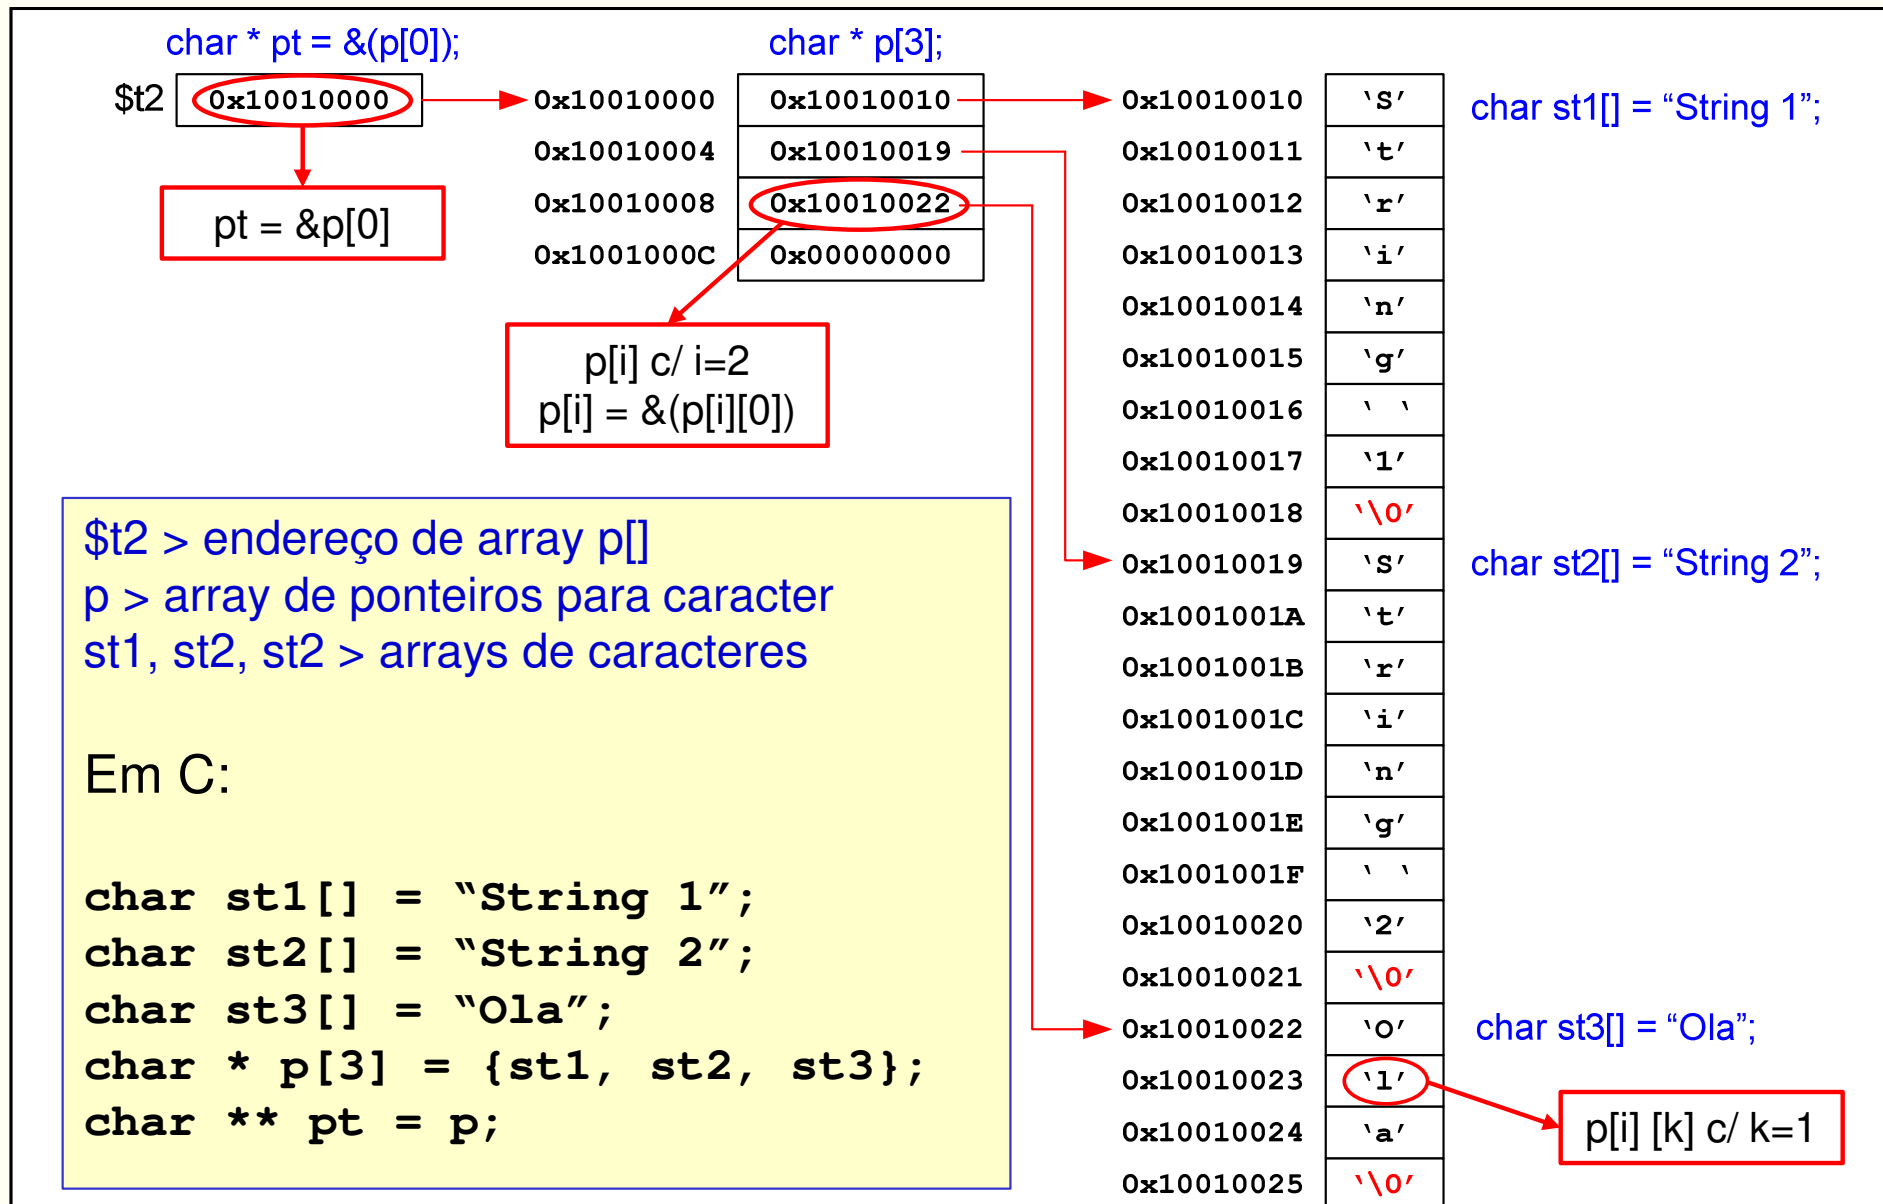 char * pt = &(p[0]);
char * p[3];
$t2
0x10010000
0x10010000
0x10010010
0x10010004
0x10010019
0x10010008
0x10010022
0x1001000C
0x00000000
pt = &p[0]
p[i] c/ i=2
p[i] = &(p[i][0])
0x10010010 ‘S’
char st1[] = “String 1”;
0x10010011 ‘t’
0x10010012 ‘r’
0x10010013 ‘i’
0x10010014 ‘n’
0x10010015 ‘g’
0x10010016 ‘ ‘
0x10010017 ‘1’
0x10010018 ‘\0’
0x10010019 ‘S’
char st2[] = “String 2”;
0x1001001A ‘t’
0x1001001B ‘r’
0x1001001C ‘i’
0x1001001D ‘n’
0x1001001E ‘g’
0x1001001F ‘ ‘
0x10010020 ‘2’
0x10010021 ‘\0’
0x10010022 ‘O’
char st3[] = “Ola”;
0x10010023 ‘l’
0x10010024 ‘a’
0x10010025 ‘\0’
p[i] [k] c/ k=1
$t2 > endereço de array p[]
p > array de ponteiros para caracter
st1, st2, st2 > arrays de caracteres
Em C:
char st1[] = “String 1”;
char st2[] = “String 2”;
char st3[] = “Ola”;
char * p[3] = {st1, st2, st3};
char ** pt = p;